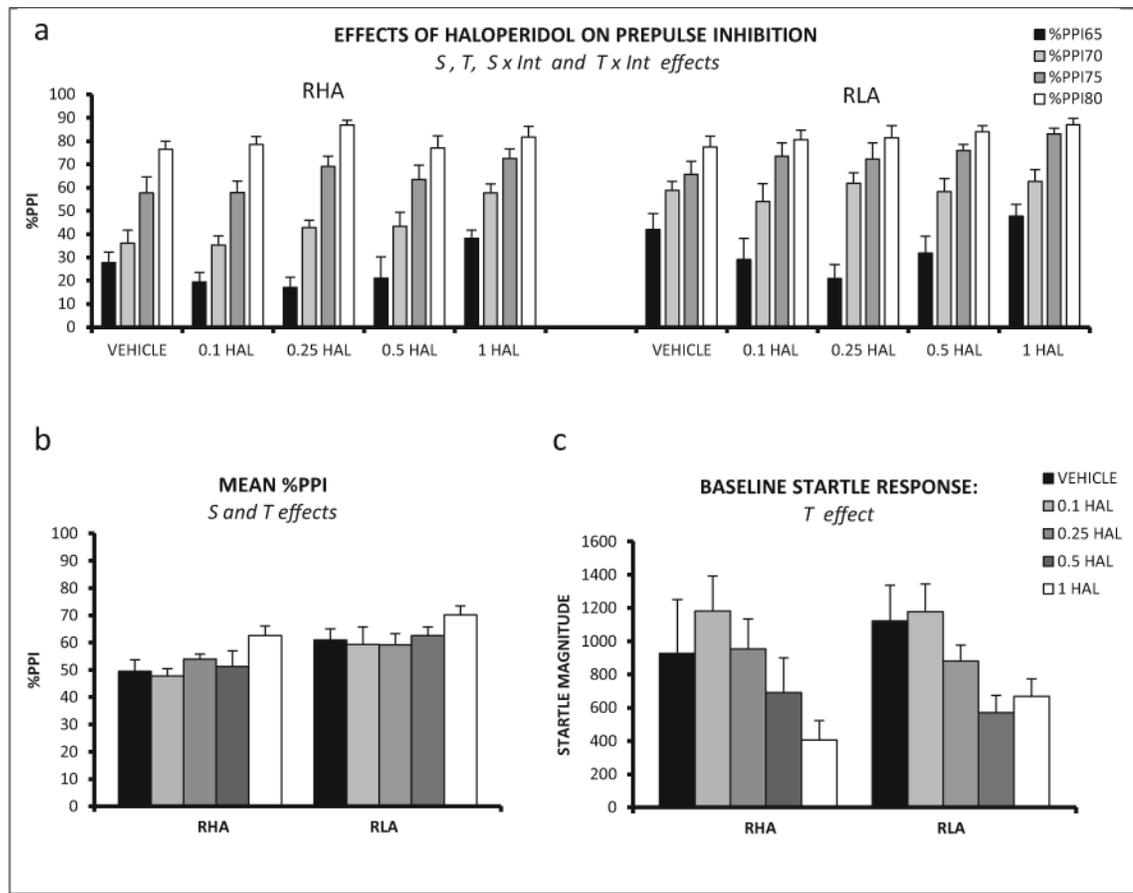 a
EFFECTS OF HALOPERIDOL ON PREPULSE INHIBITION
S , T, S x Int and T x Int effects
%PPI65
%PPI70
%PPI75
%PPI80
RHA
RLA
%PPI
100
90
80
70
60
50
40
30
20
10
0
VEHICLE 0.1 HAL 0.25 HAL 0.5 HAL 1 HAL VEHICLE 0.1 HAL 0.25 HAL 0.5 HAL 1 HAL
b
MEAN %PPI
S and T effects
%PPI
100
90
80
70
60
50
40
30
20
10
0
RHA RLA
c
BASELINE STARTLE RESPONSE:
T effect
VEHICLE
0.1 HAL
0.25 HAL
0.5 HAL
1 HAL
STARTLE MAGNITUDE
1600
1400
1200
1000
800
600
400
200
0
RHA RLA